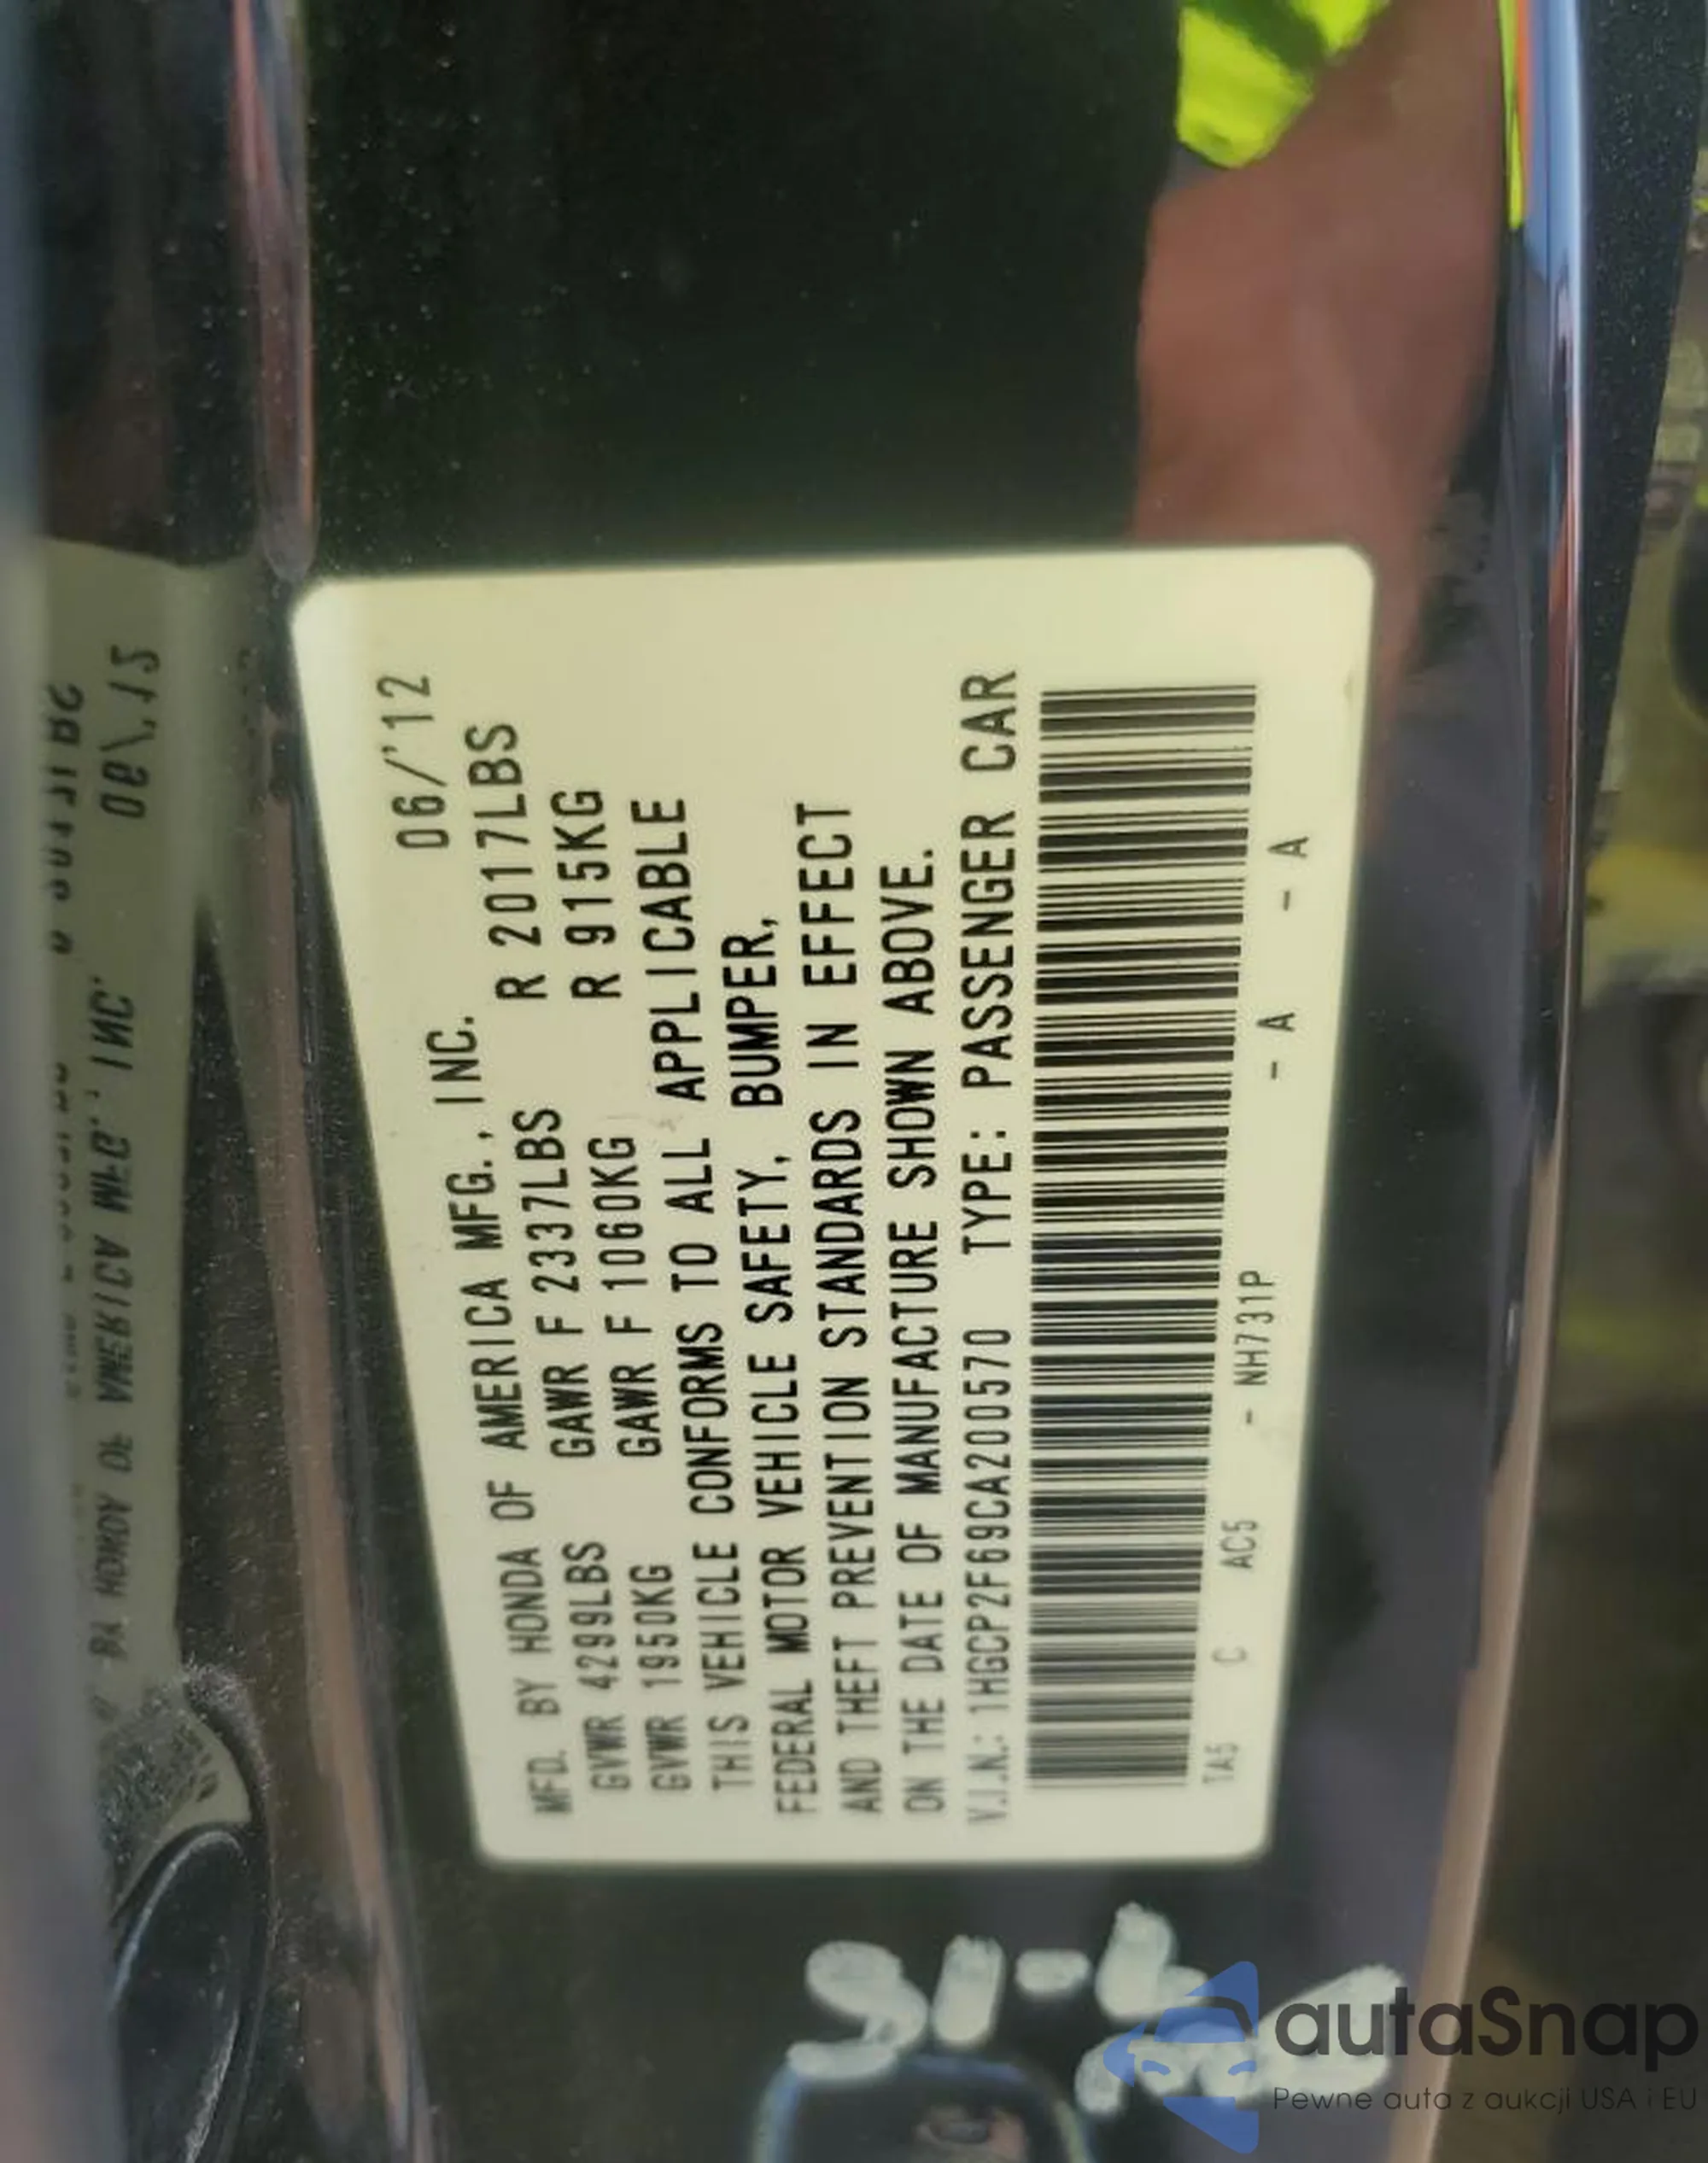 MFD. BY HONDA OF AMERICA MFG., INC. 06/'12
GVWR 4299LBS GAWR F 2337LBS R 2017LBS
GVWR 1950KG GAWR F 1060KG R 915KG
THIS VEHICLE CONFORMS TO ALL APPLICABLE
FEDERAL MOTOR VEHICLE SAFETY, BUMPER,
AND THEFT PREVENTION STANDARDS IN EFFECT
ON THE DATE OF MANUFACTURE SHOWN ABOVE.
V.I.N.: 1HGCP2F69CA200570 TYPE: PASSENGER CAR
TA5 C AC5 - NH731P - A - A
autaSnap
Pewne auta z aukcji USA i EU